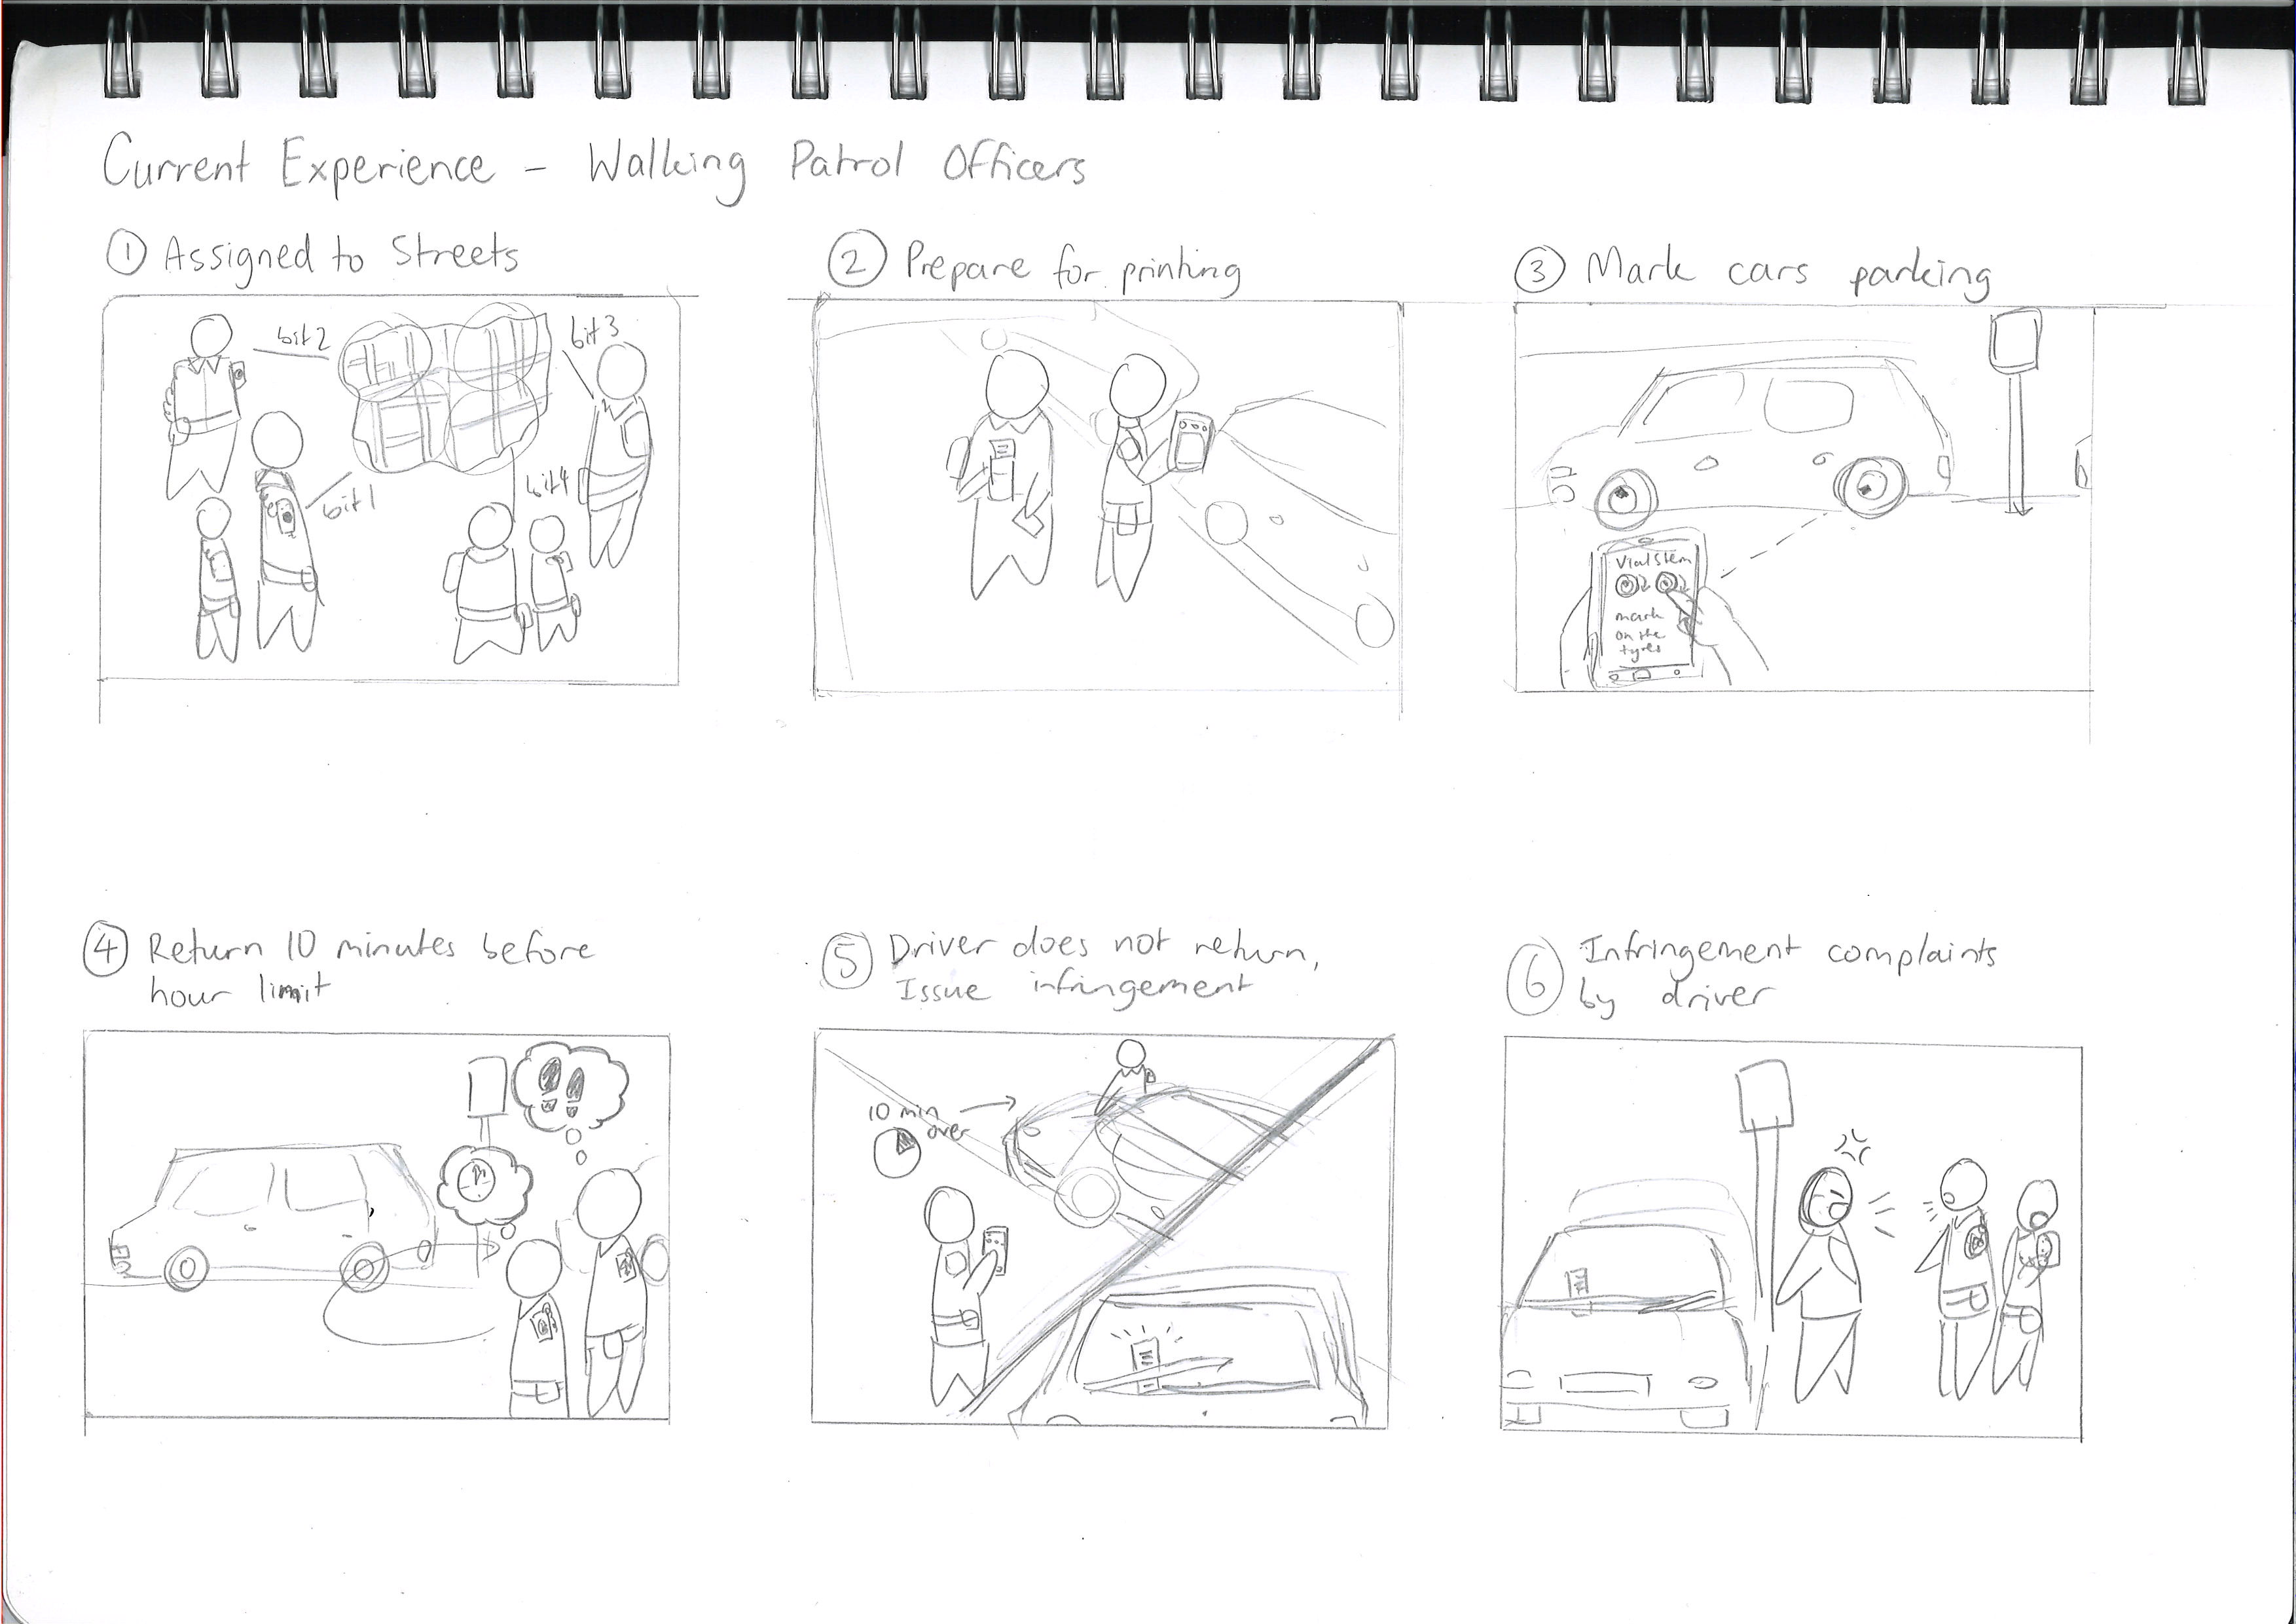 Current Experience – Walking Patrol Officers
1 Assigned to Streets
bit 2
bit 3
bit 1
bit 4
2 Prepare for printing
3 Mark cars parking
mark
on the
tyres
4 Return 10 minutes before
hour limit
5 Driver does not return,
Issue infringement
10 min
over
6 Infringement complaints
by driver